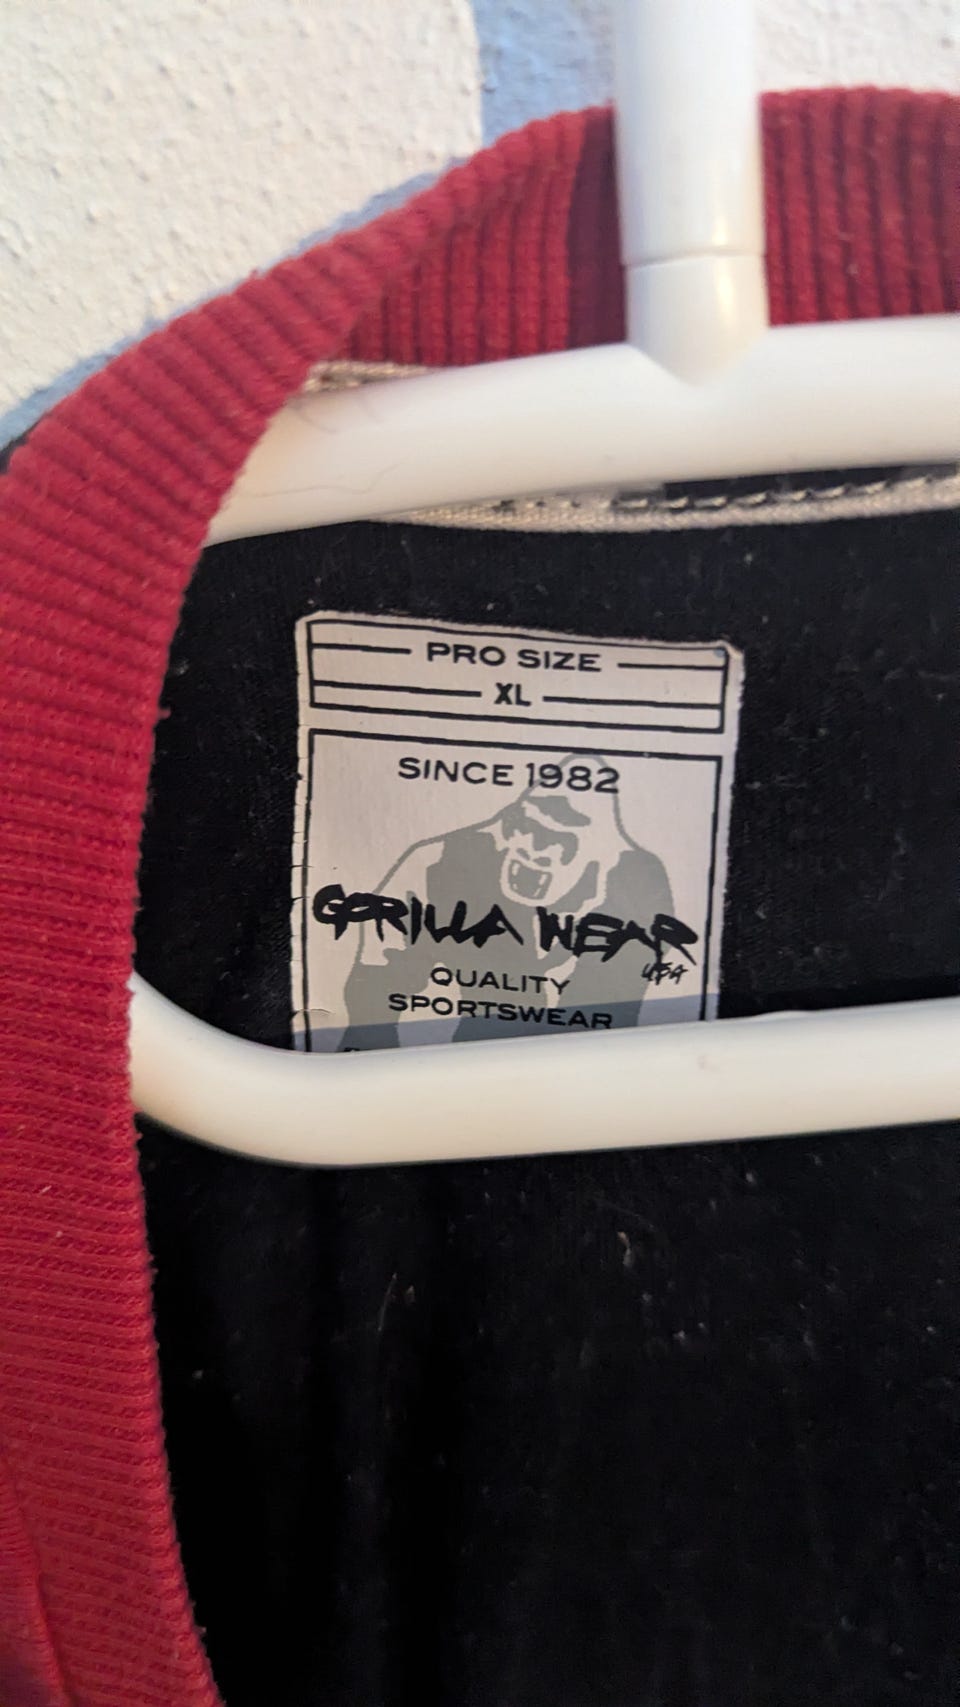 PRO SIZE
XL
SINCE 1982
GORILLA WEAR
USA
QUALITY
SPORTSWEAR